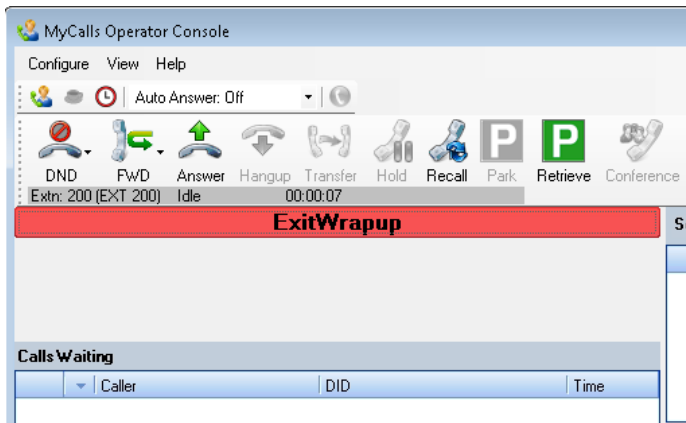 MyCalls Operator Console
Configure View Help
Auto Answer: Off
DND FWD Answer Hangup Transfer Hold Recall Park Retrieve Conference
Extn: 200 (EXT 200) Idle 00:00:07
ExitWrapup
Calls Waiting
Caller DID Time